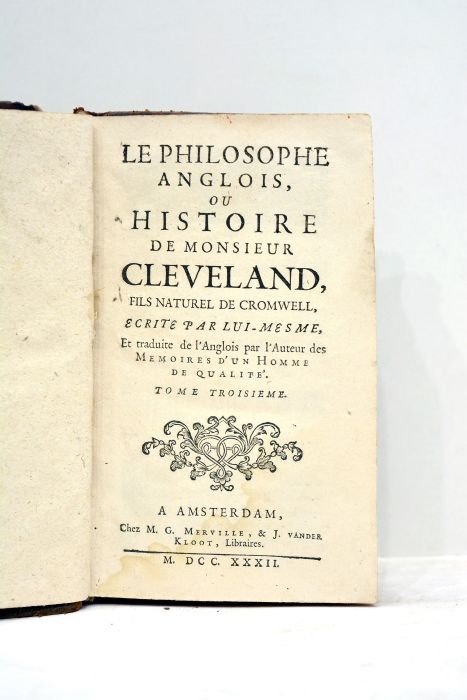 LE PHILOSOPHE
ANGLOIS,
OU
HISTOIRE
DE MONSIEUR
CLEVELAND,
FILS NATUREL DE CROMWELL,
ECRITE PAR LUI-MESME,
Et traduite de l'Anglois par l'Auteur des
MEMOIRES D'UN HOMME
DE QUALITE'.
TOME TROISIEME.
A AMSTERDAM,
Chez M. G. MERVILLE, & J. VANDER
KLOOT, Libraires.
M. DCC. XXXII.